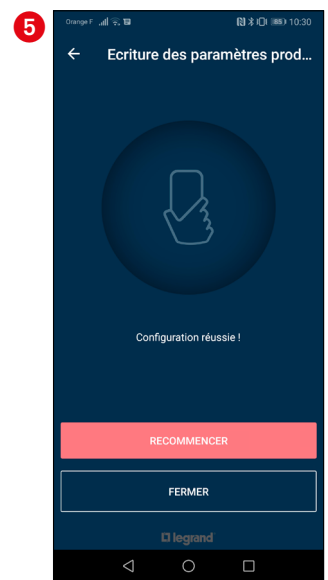 5
Orange F 10:30
Ecriture des paramètres prod...
Configuration réussie !
RECOMMENCER
FERMER
legrand